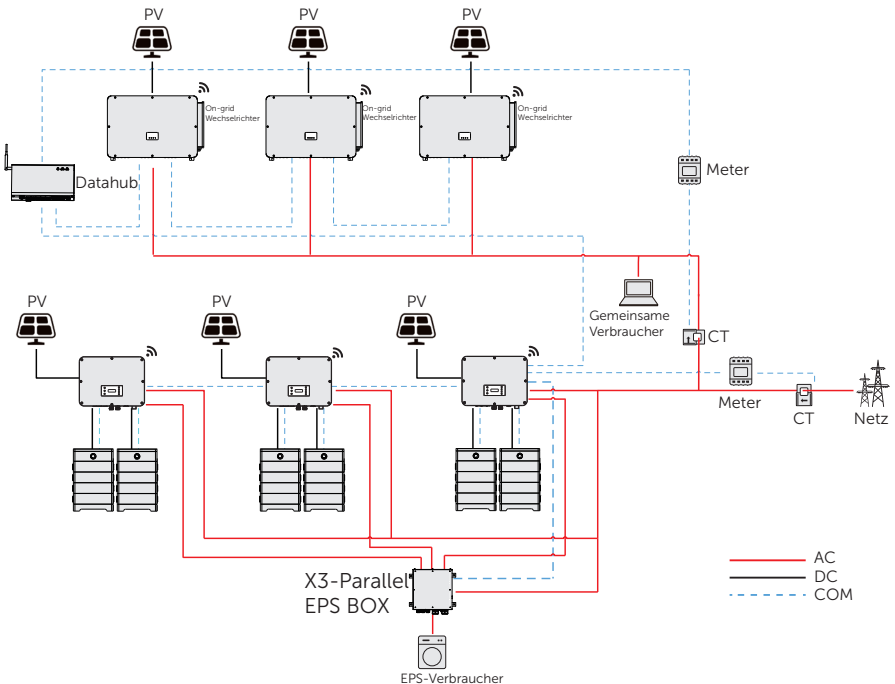 PV
PV
PV
On-grid
Wechselrichter
On-grid
Wechselrichter
On-grid
Wechselrichter
Datahub
Meter
Gemeinsame
Verbraucher
CT
PV
PV
PV
Meter
CT
Netz
X3-Parallel
EPS BOX
EPS-Verbraucher
AC
DC
COM